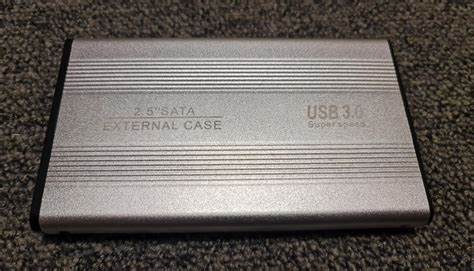 2.5"SATA
EXTERNAL CASE
USB 3.0
Superspeed